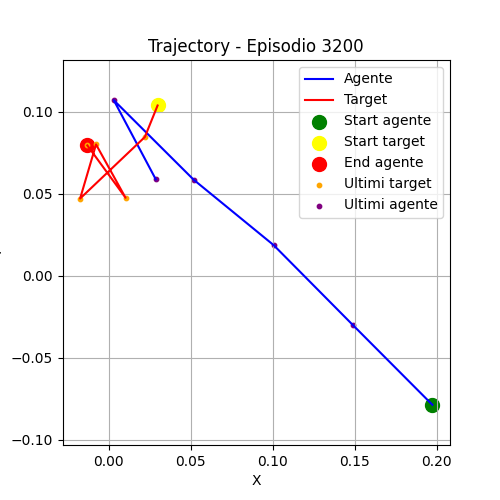 Trajectory - Episodio 3200
Agente
Target
Start agente
Start target
End agente
Ultimi target
Ultimi agente
0.10
0.05
0.00
−0.05
−0.10
0.00
0.05
0.10
0.15
0.20
X